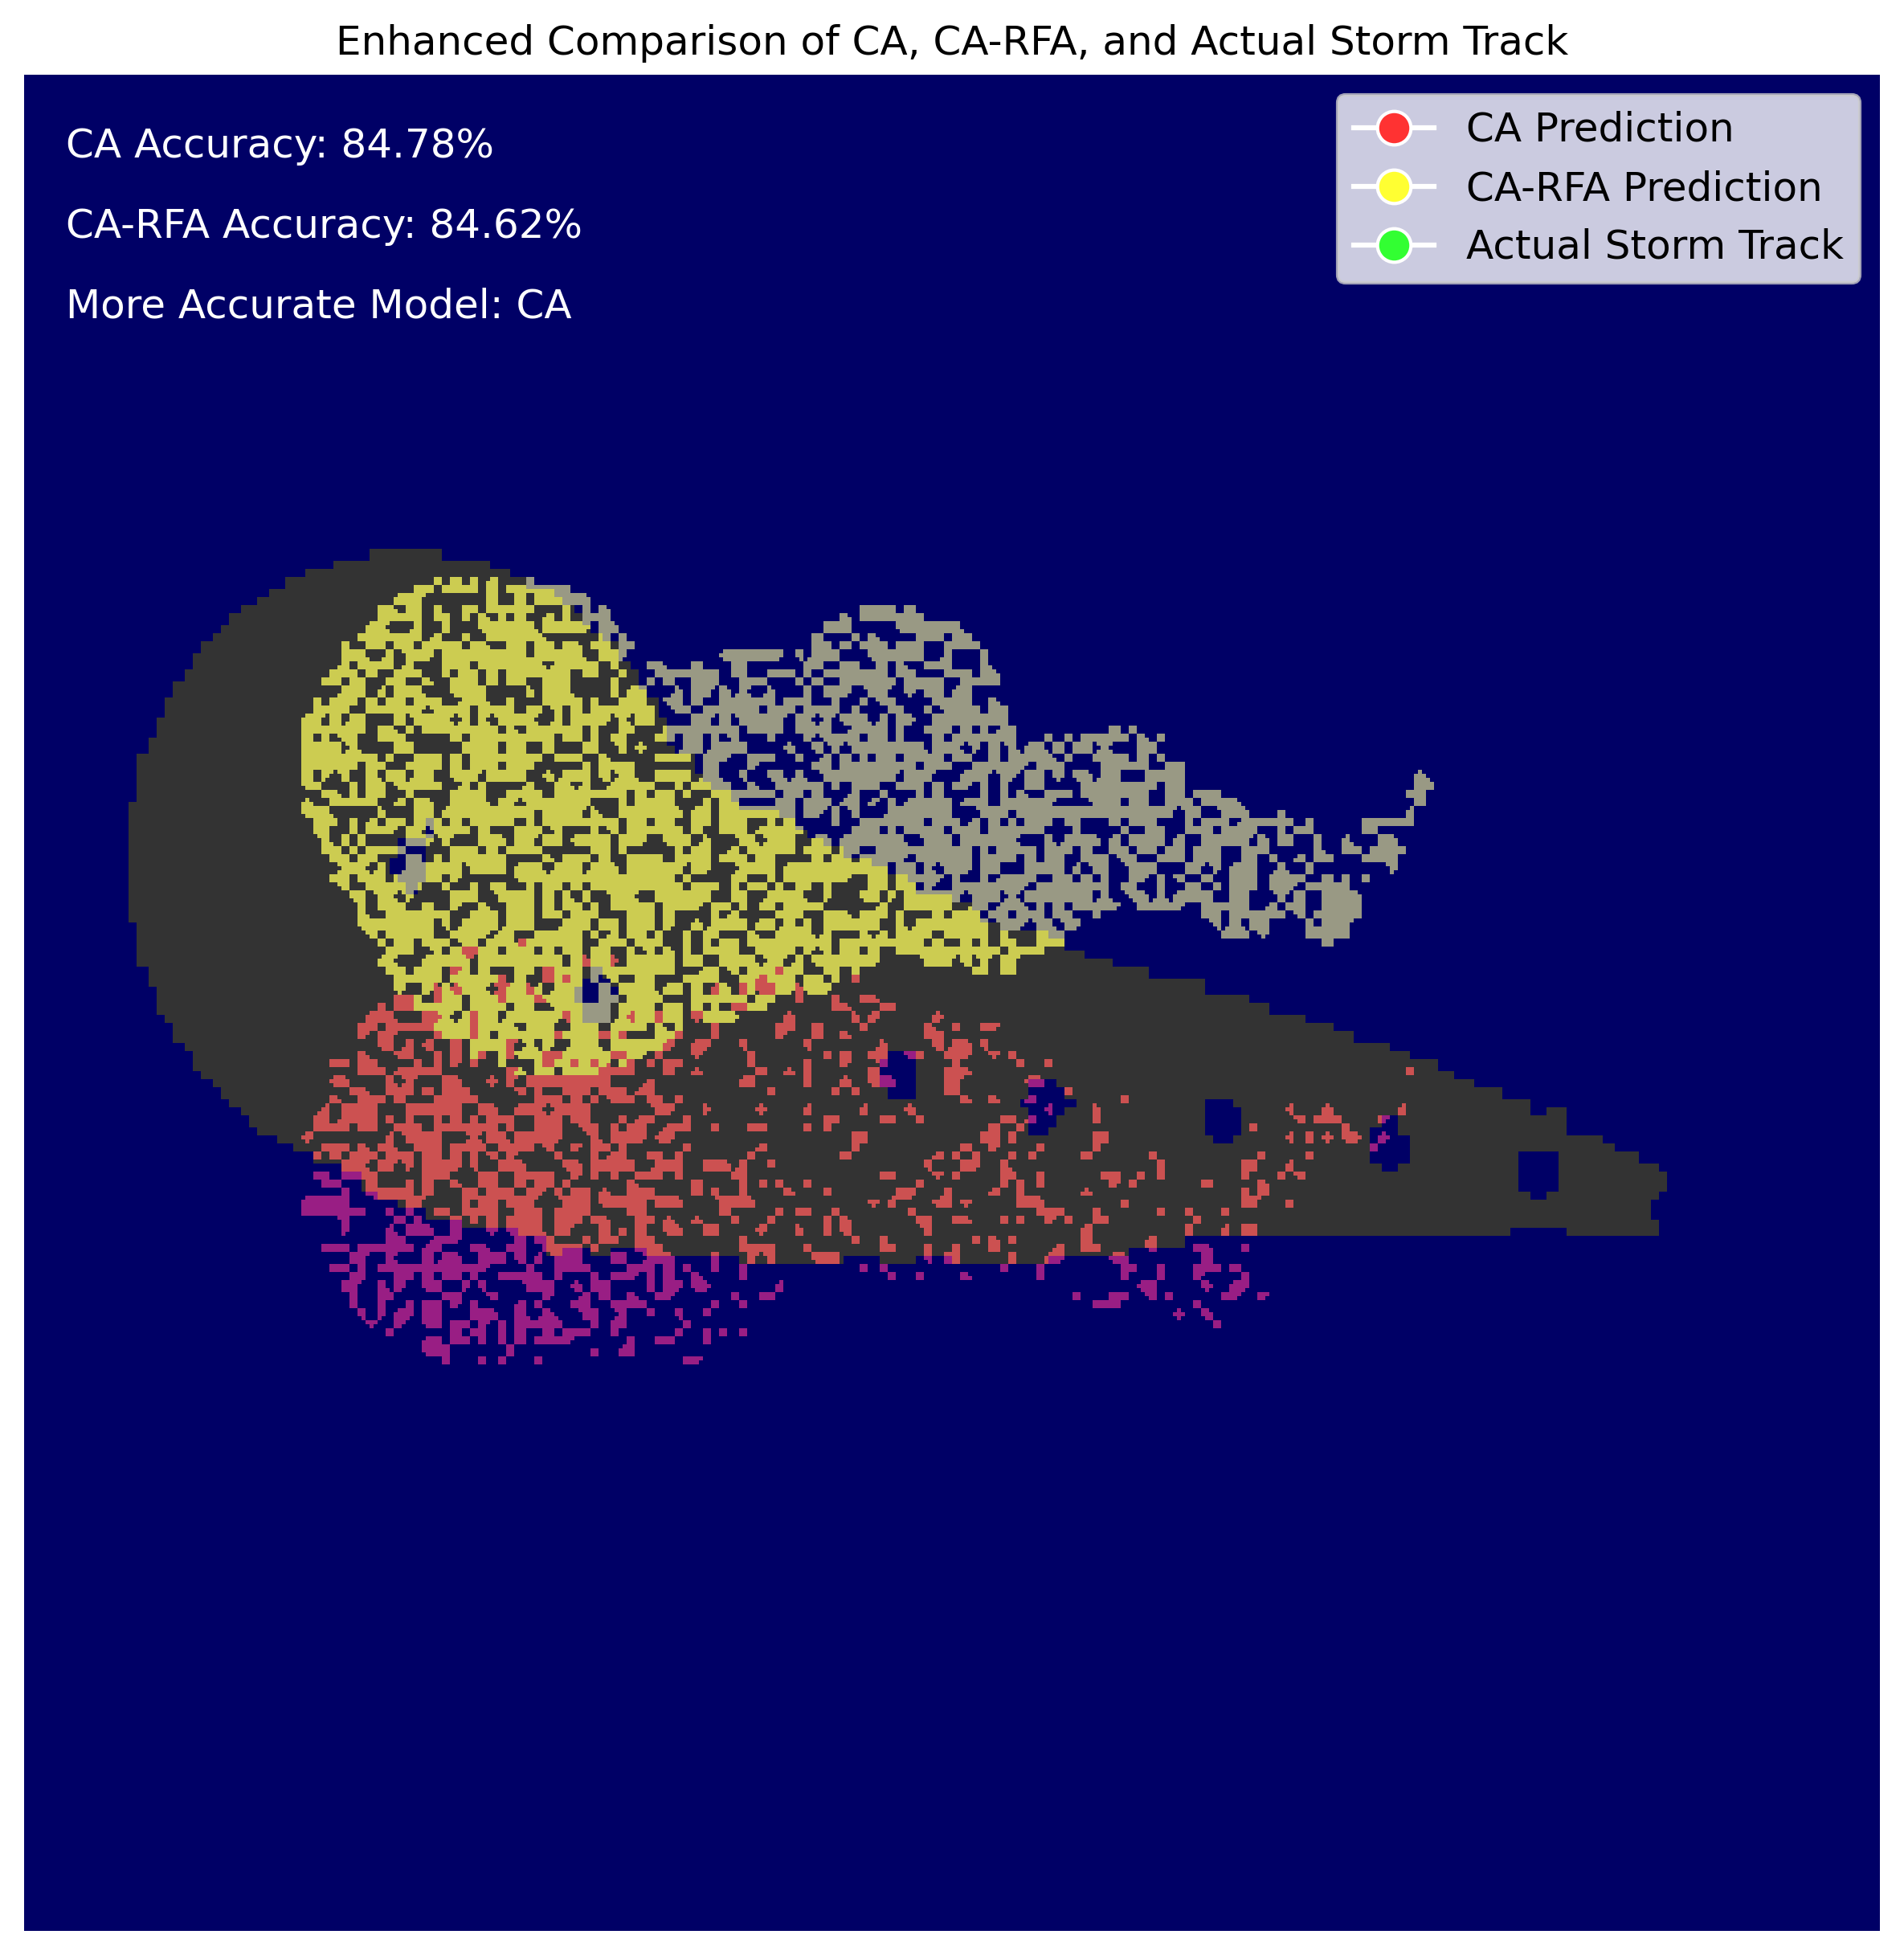 Enhanced Comparison of CA, CA-RFA, and Actual Storm Track
CA Accuracy: 84.78%
CA-RFA Accuracy: 84.62%
More Accurate Model: CA
CA Prediction
CA-RFA Prediction
Actual Storm Track